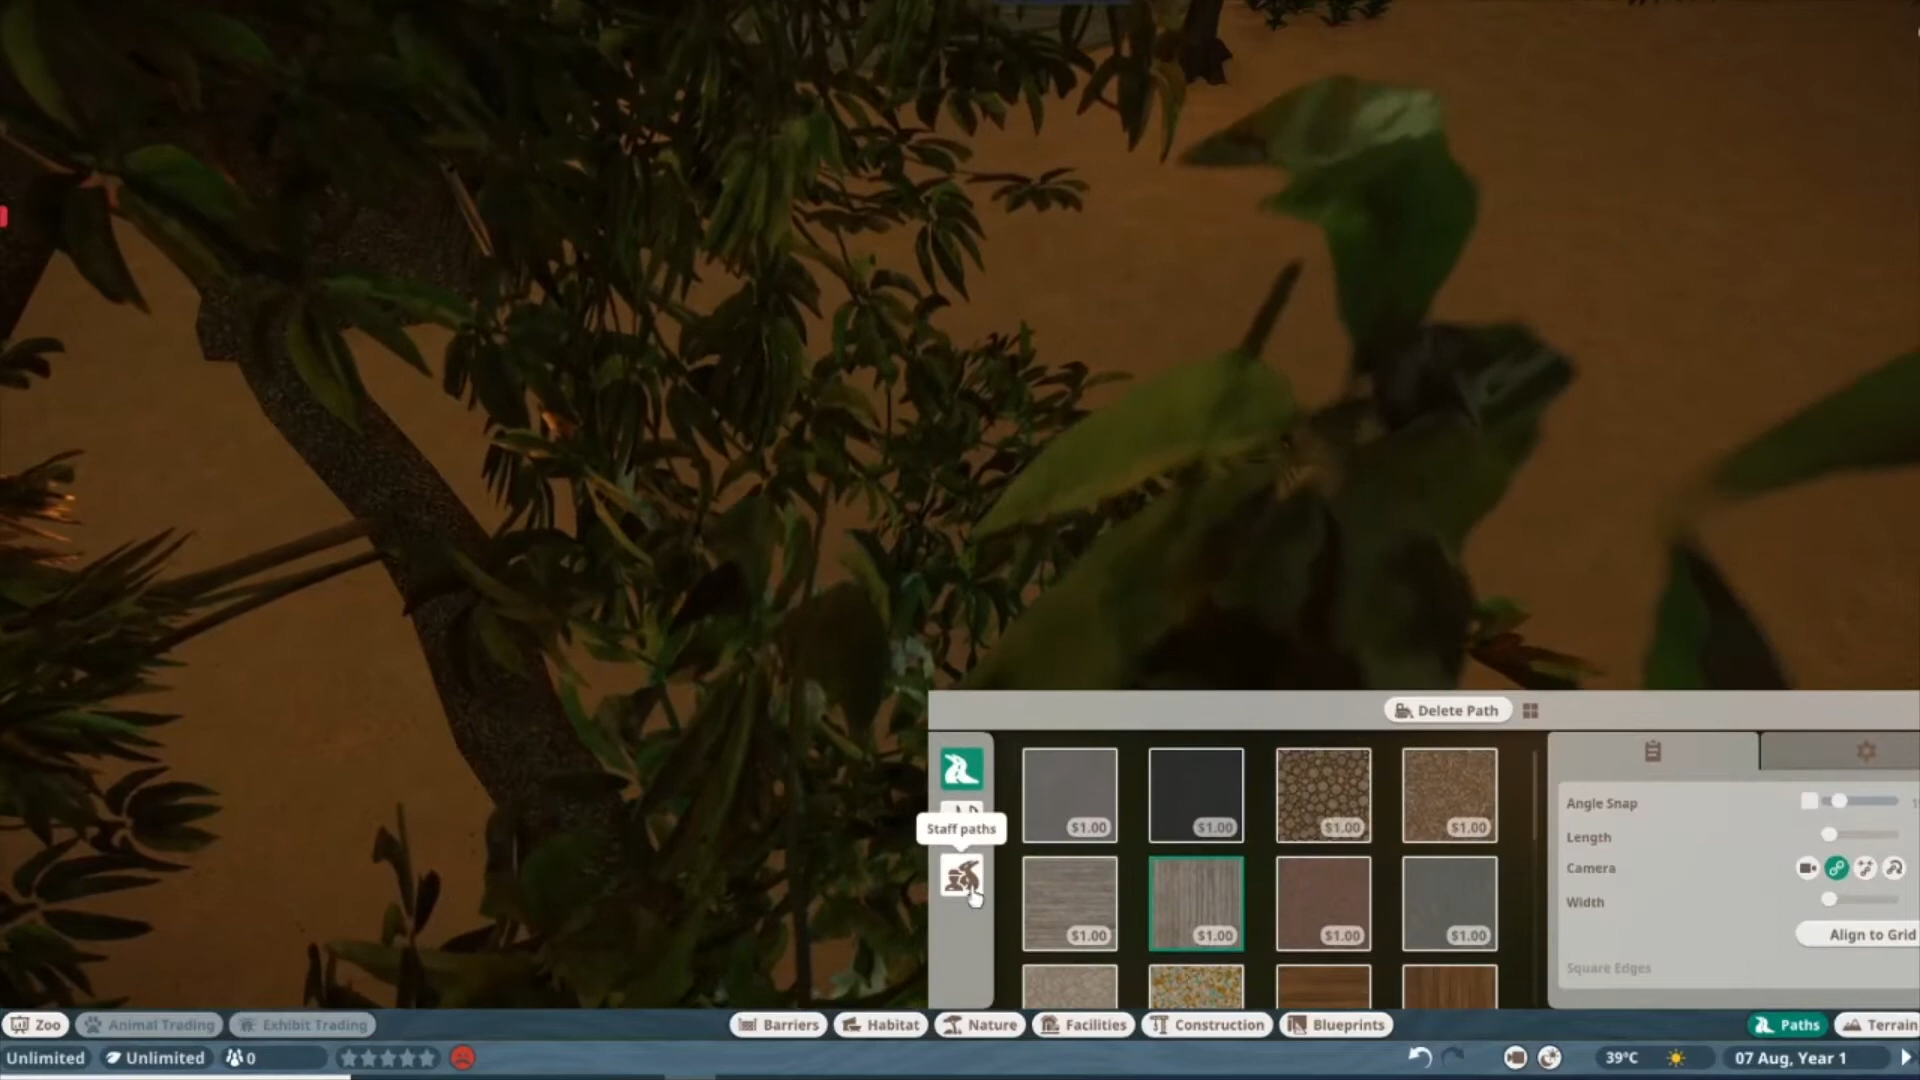 Delete Path
Staff paths
$1.00 $1.00 $1.00 $1.00
$1.00 $1.00 $1.00 $1.00
Angle Snap
Length
Camera
Width
Align to Grid
Square Edges
Zoo Animal Trading Exhibit Trading Barriers Habitat Nature Facilities Construction Blueprints Paths Terrain
Unlimited Unlimited 0 39°C 07 Aug, Year 1